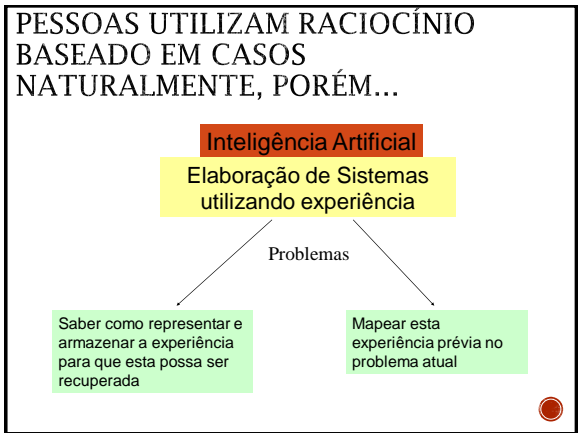 PESSOAS UTILIZAM RACIOCÍNIO
BASEADO EM CASOS
NATURALMENTE, PORÉM...
Inteligência Artificial
Elaboração de Sistemas
utilizando experiência
Problemas
Saber como representar e
armazenar a experiência
para que esta possa ser
recuperada
Mapear esta
experiência prévia no
problema atual